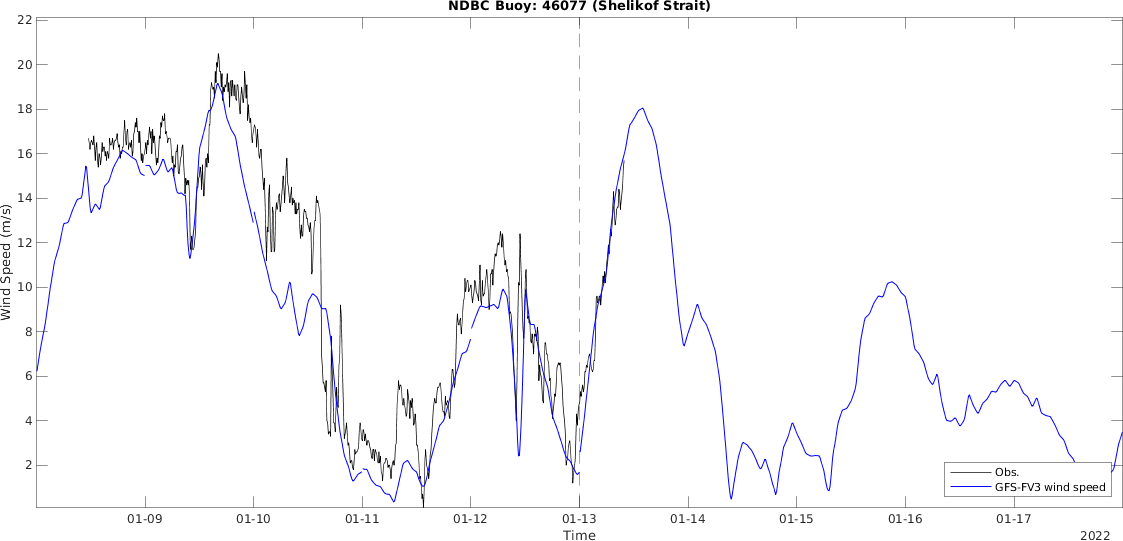 NDBC Buoy: 46077 (Shelikof Strait)
22
20
18
16
14
12
10
8
6
4
2
Wind Speed (m/s)
Obs.
GFS-FV3 wind speed
01-09 01-10 01-11 01-12 01-13 01-14 01-15 01-16 01-17
Time
2022